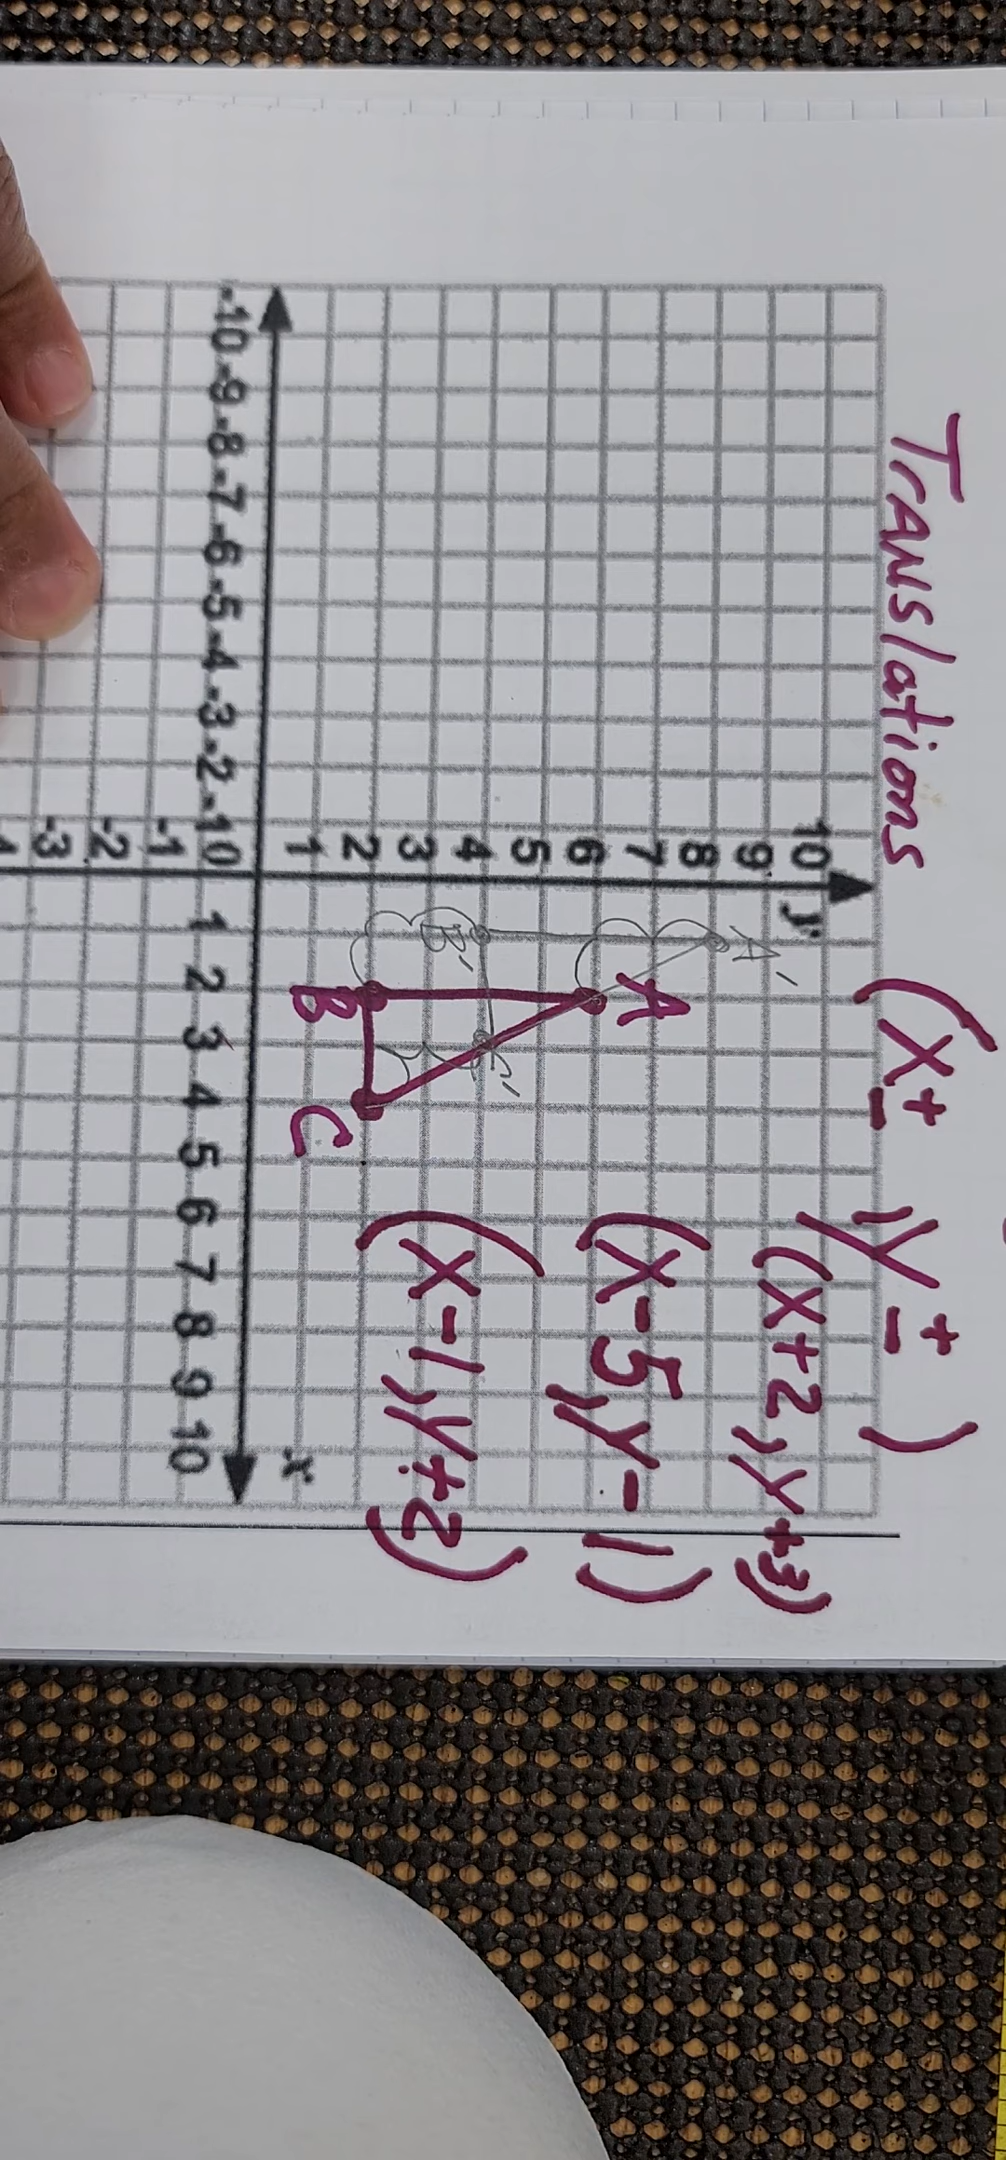 Translations (x ± , y ± )
(x+2, y+3)
(x-5, y-1)
(x-1, y+2)
y
10
9
8
7
6
5
4
3
2
1
A'
A
B' C'
B C
x
-10 -9 -8 -7 -6 -5 -4 -3 -2 -1 0 1 2 3 4 5 6 7 8 9 10
-1
-2
-3